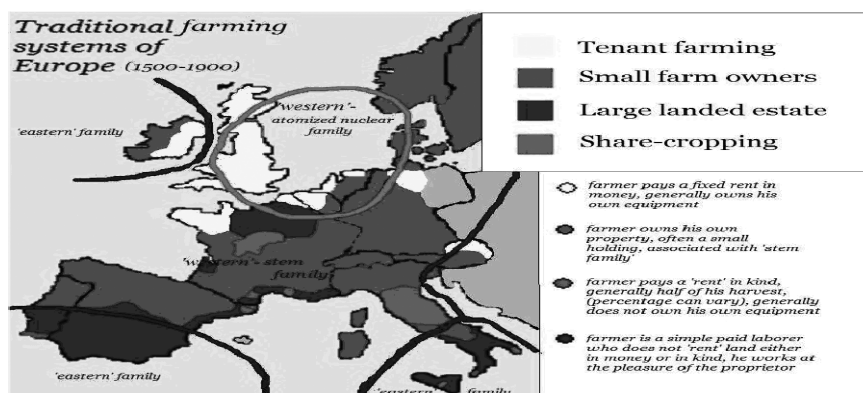 Traditional farming
systems of
Europe (1500-1900)
Tenant farming
Small farm owners
Large landed estate
Share-cropping
'western'-
atomized nuclear
family
'eastern' family
'western'- stem
family
'eastern' family
'eastern' family
farmer pays a fixed rent in
money, generally owns his
own equipment
farmer owns his own
property, often a small
holding, associated with 'stem
family'
farmer pays a 'rent' in kind,
generally half of his harvest,
(percentage can vary), generally
does not own his own equipment
farmer is a simple paid laborer
who does not 'rent' land either
in money or in kind, he works at
the pleasure of the proprietor